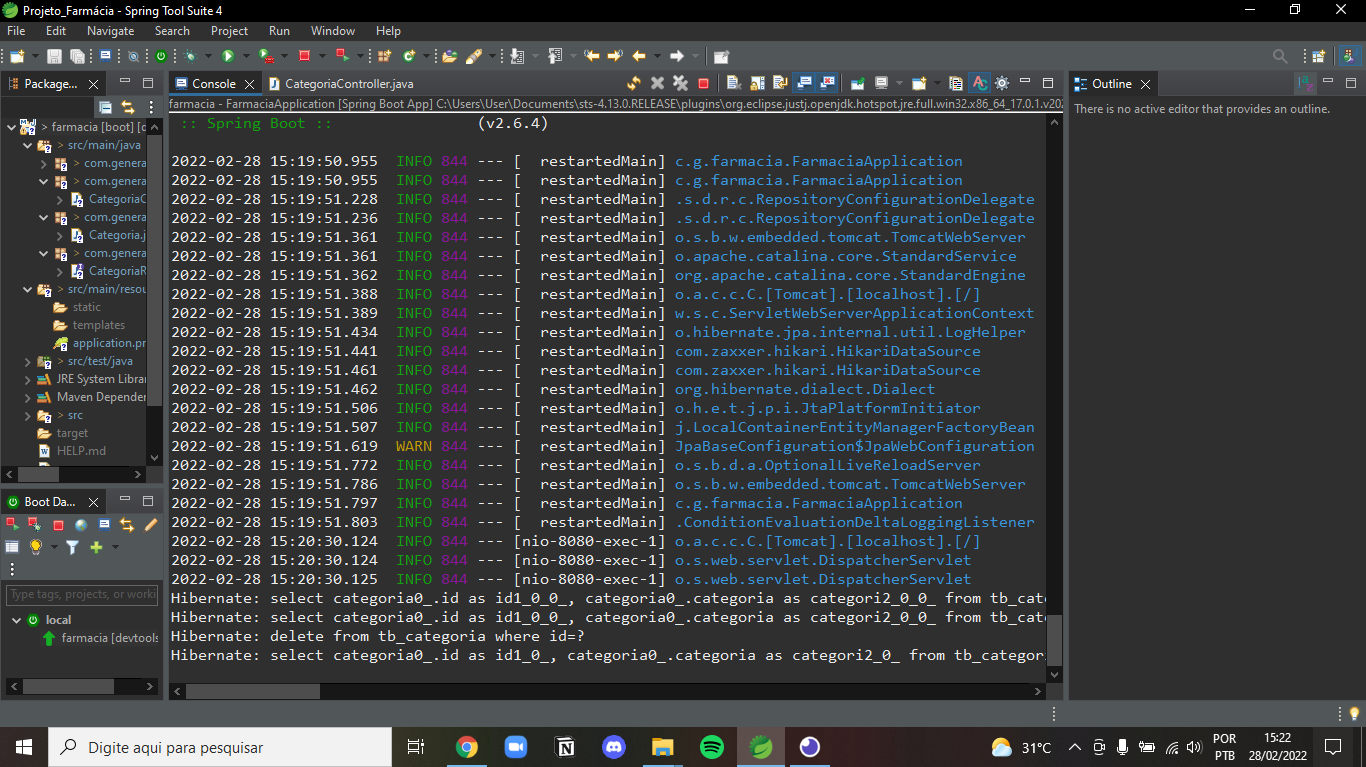 Projeto_Farmácia - Spring Tool Suite 4
File Edit Navigate Search Project Run Window Help
Package...
Console
CategoriaController.java
Outline
farmacia - FarmaciaApplication [Spring Boot App] C:\Users\User\Documents\sts-4.13.0.RELEASE\plugins\org.eclipse.justj.openjdk.hotspot.jre.full.win32.x86_64_17.0.1.v202
There is no active editor that provides an outline.
> farmacia [boot] [c
> src/main/java
> com.genera
> com.genera
CategoriaC
> com.genera
Categoria.j
> com.genera
CategoriaR
> src/main/resou
static
templates
application.pr
> src/test/java
JRE System Librar
Maven Depender
> src
target
HELP.md
:: Spring Boot :: (v2.6.4)
2022-02-28 15:19:50.955 INFO 844 --- [ restartedMain] c.g.farmacia.FarmaciaApplication
2022-02-28 15:19:50.955 INFO 844 --- [ restartedMain] c.g.farmacia.FarmaciaApplication
2022-02-28 15:19:51.228 INFO 844 --- [ restartedMain] .s.d.r.c.RepositoryConfigurationDelegate
2022-02-28 15:19:51.236 INFO 844 --- [ restartedMain] .s.d.r.c.RepositoryConfigurationDelegate
2022-02-28 15:19:51.361 INFO 844 --- [ restartedMain] o.s.b.w.embedded.tomcat.TomcatWebServer
2022-02-28 15:19:51.361 INFO 844 --- [ restartedMain] o.apache.catalina.core.StandardService
2022-02-28 15:19:51.362 INFO 844 --- [ restartedMain] org.apache.catalina.core.StandardEngine
2022-02-28 15:19:51.388 INFO 844 --- [ restartedMain] o.a.c.c.C.[Tomcat].[localhost].[/]
2022-02-28 15:19:51.389 INFO 844 --- [ restartedMain] w.s.c.ServletWebServerApplicationContext
2022-02-28 15:19:51.434 INFO 844 --- [ restartedMain] o.hibernate.jpa.internal.util.LogHelper
2022-02-28 15:19:51.441 INFO 844 --- [ restartedMain] com.zaxxer.hikari.HikariDataSource
2022-02-28 15:19:51.461 INFO 844 --- [ restartedMain] com.zaxxer.hikari.HikariDataSource
2022-02-28 15:19:51.462 INFO 844 --- [ restartedMain] org.hibernate.dialect.Dialect
2022-02-28 15:19:51.506 INFO 844 --- [ restartedMain] o.h.e.t.j.p.i.JtaPlatformInitiator
2022-02-28 15:19:51.507 INFO 844 --- [ restartedMain] j.LocalContainerEntityManagerFactoryBean
2022-02-28 15:19:51.619 WARN 844 --- [ restartedMain] JpaBaseConfiguration$JpaWebConfiguration
2022-02-28 15:19:51.772 INFO 844 --- [ restartedMain] o.s.b.d.a.OptionalLiveReloadServer
2022-02-28 15:19:51.786 INFO 844 --- [ restartedMain] o.s.b.w.embedded.tomcat.TomcatWebServer
2022-02-28 15:19:51.797 INFO 844 --- [ restartedMain] c.g.farmacia.FarmaciaApplication
2022-02-28 15:19:51.803 INFO 844 --- [ restartedMain] .ConditionEvaluationDeltaLoggingListener
2022-02-28 15:20:30.124 INFO 844 --- [nio-8080-exec-1] o.a.c.c.C.[Tomcat].[localhost].[/]
2022-02-28 15:20:30.124 INFO 844 --- [nio-8080-exec-1] o.s.web.servlet.DispatcherServlet
2022-02-28 15:20:30.125 INFO 844 --- [nio-8080-exec-1] o.s.web.servlet.DispatcherServlet
Hibernate: select categoria0_.id as id1_0_0_, categoria0_.categoria as categori2_0_0_ from tb_cate
Hibernate: select categoria0_.id as id1_0_0_, categoria0_.categoria as categori2_0_0_ from tb_cate
Hibernate: delete from tb_categoria where id=?
Hibernate: select categoria0_.id as id1_0_, categoria0_.categoria as categori2_0_ from tb_categor
Boot Da...
Type tags, projects, or worki
local
farmacia [devtools
Digite aqui para pesquisar
31°C
POR
PTB
15:22
28/02/2022